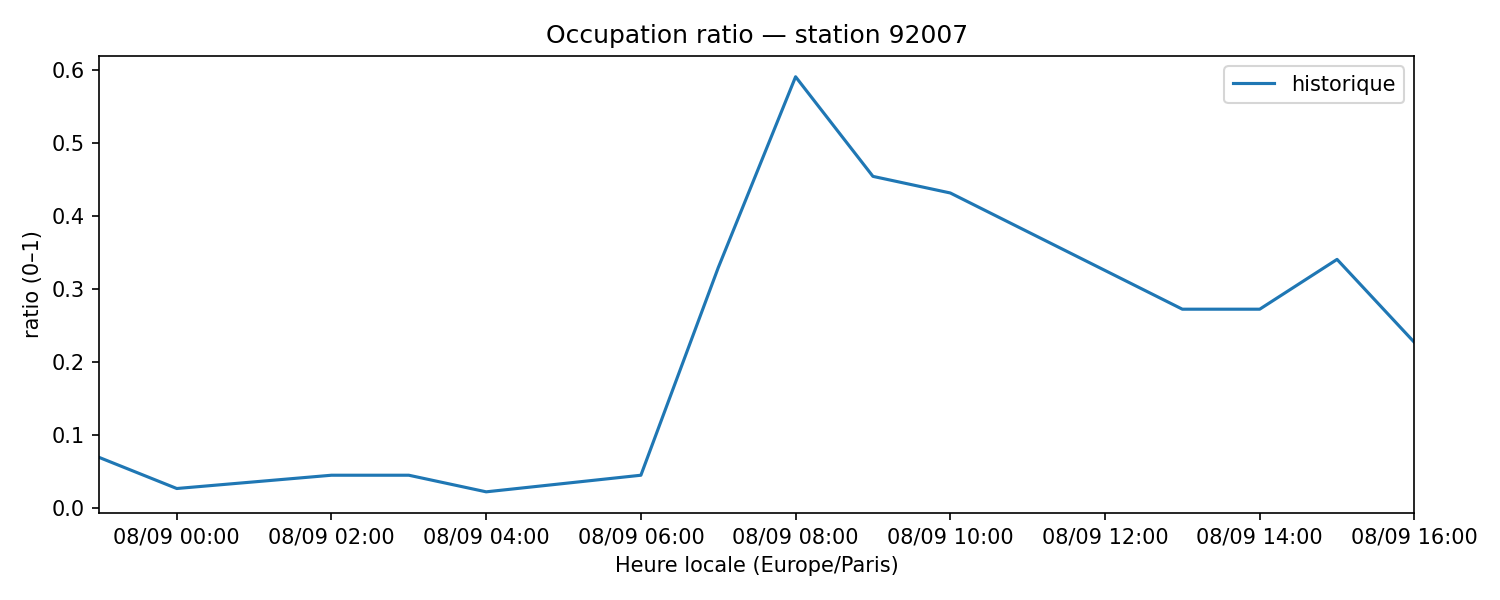 Occupation ratio — station 92007
historique
ratio (0–1)
0.6
0.5
0.4
0.3
0.2
0.1
0.0
08/09 00:00 08/09 02:00 08/09 04:00 08/09 06:00 08/09 08:00 08/09 10:00 08/09 12:00 08/09 14:00 08/09 16:00
Heure locale (Europe/Paris)